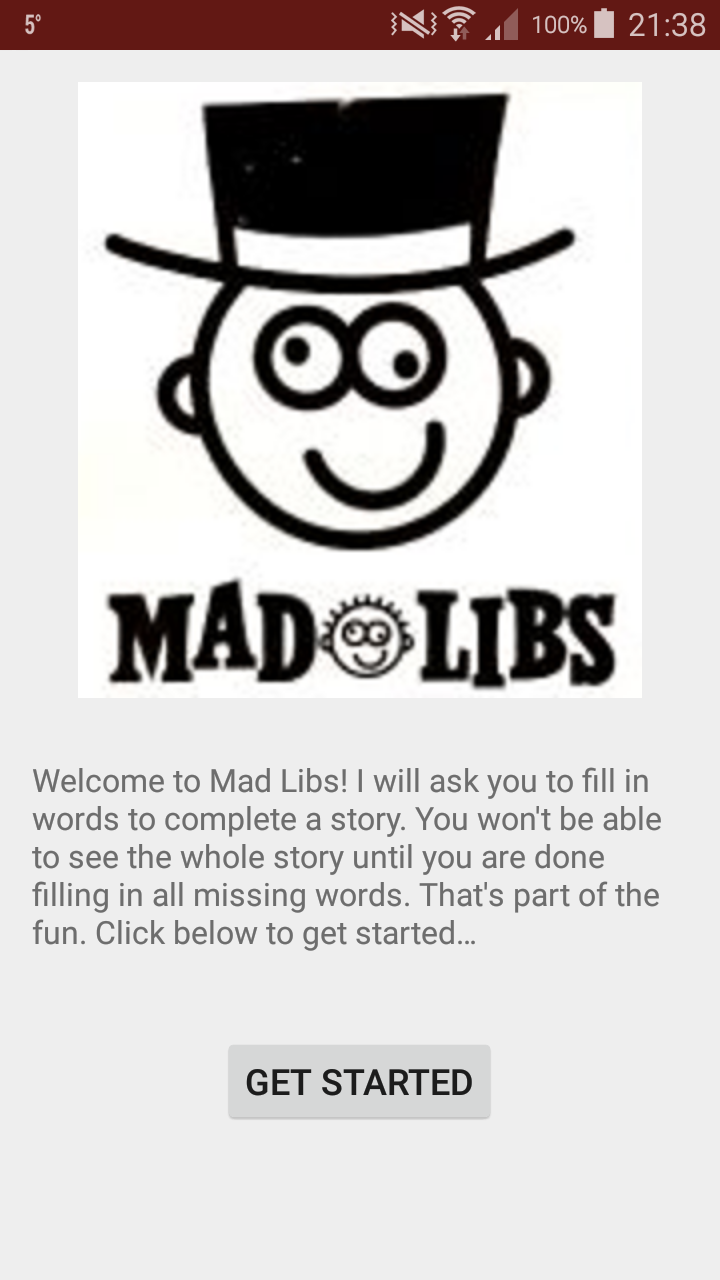 5°
100% 21:38
MAD LIBS
Welcome to Mad Libs! I will ask you to fill in
words to complete a story. You won't be able
to see the whole story until you are done
filling in all missing words. That's part of the
fun. Click below to get started...
GET STARTED